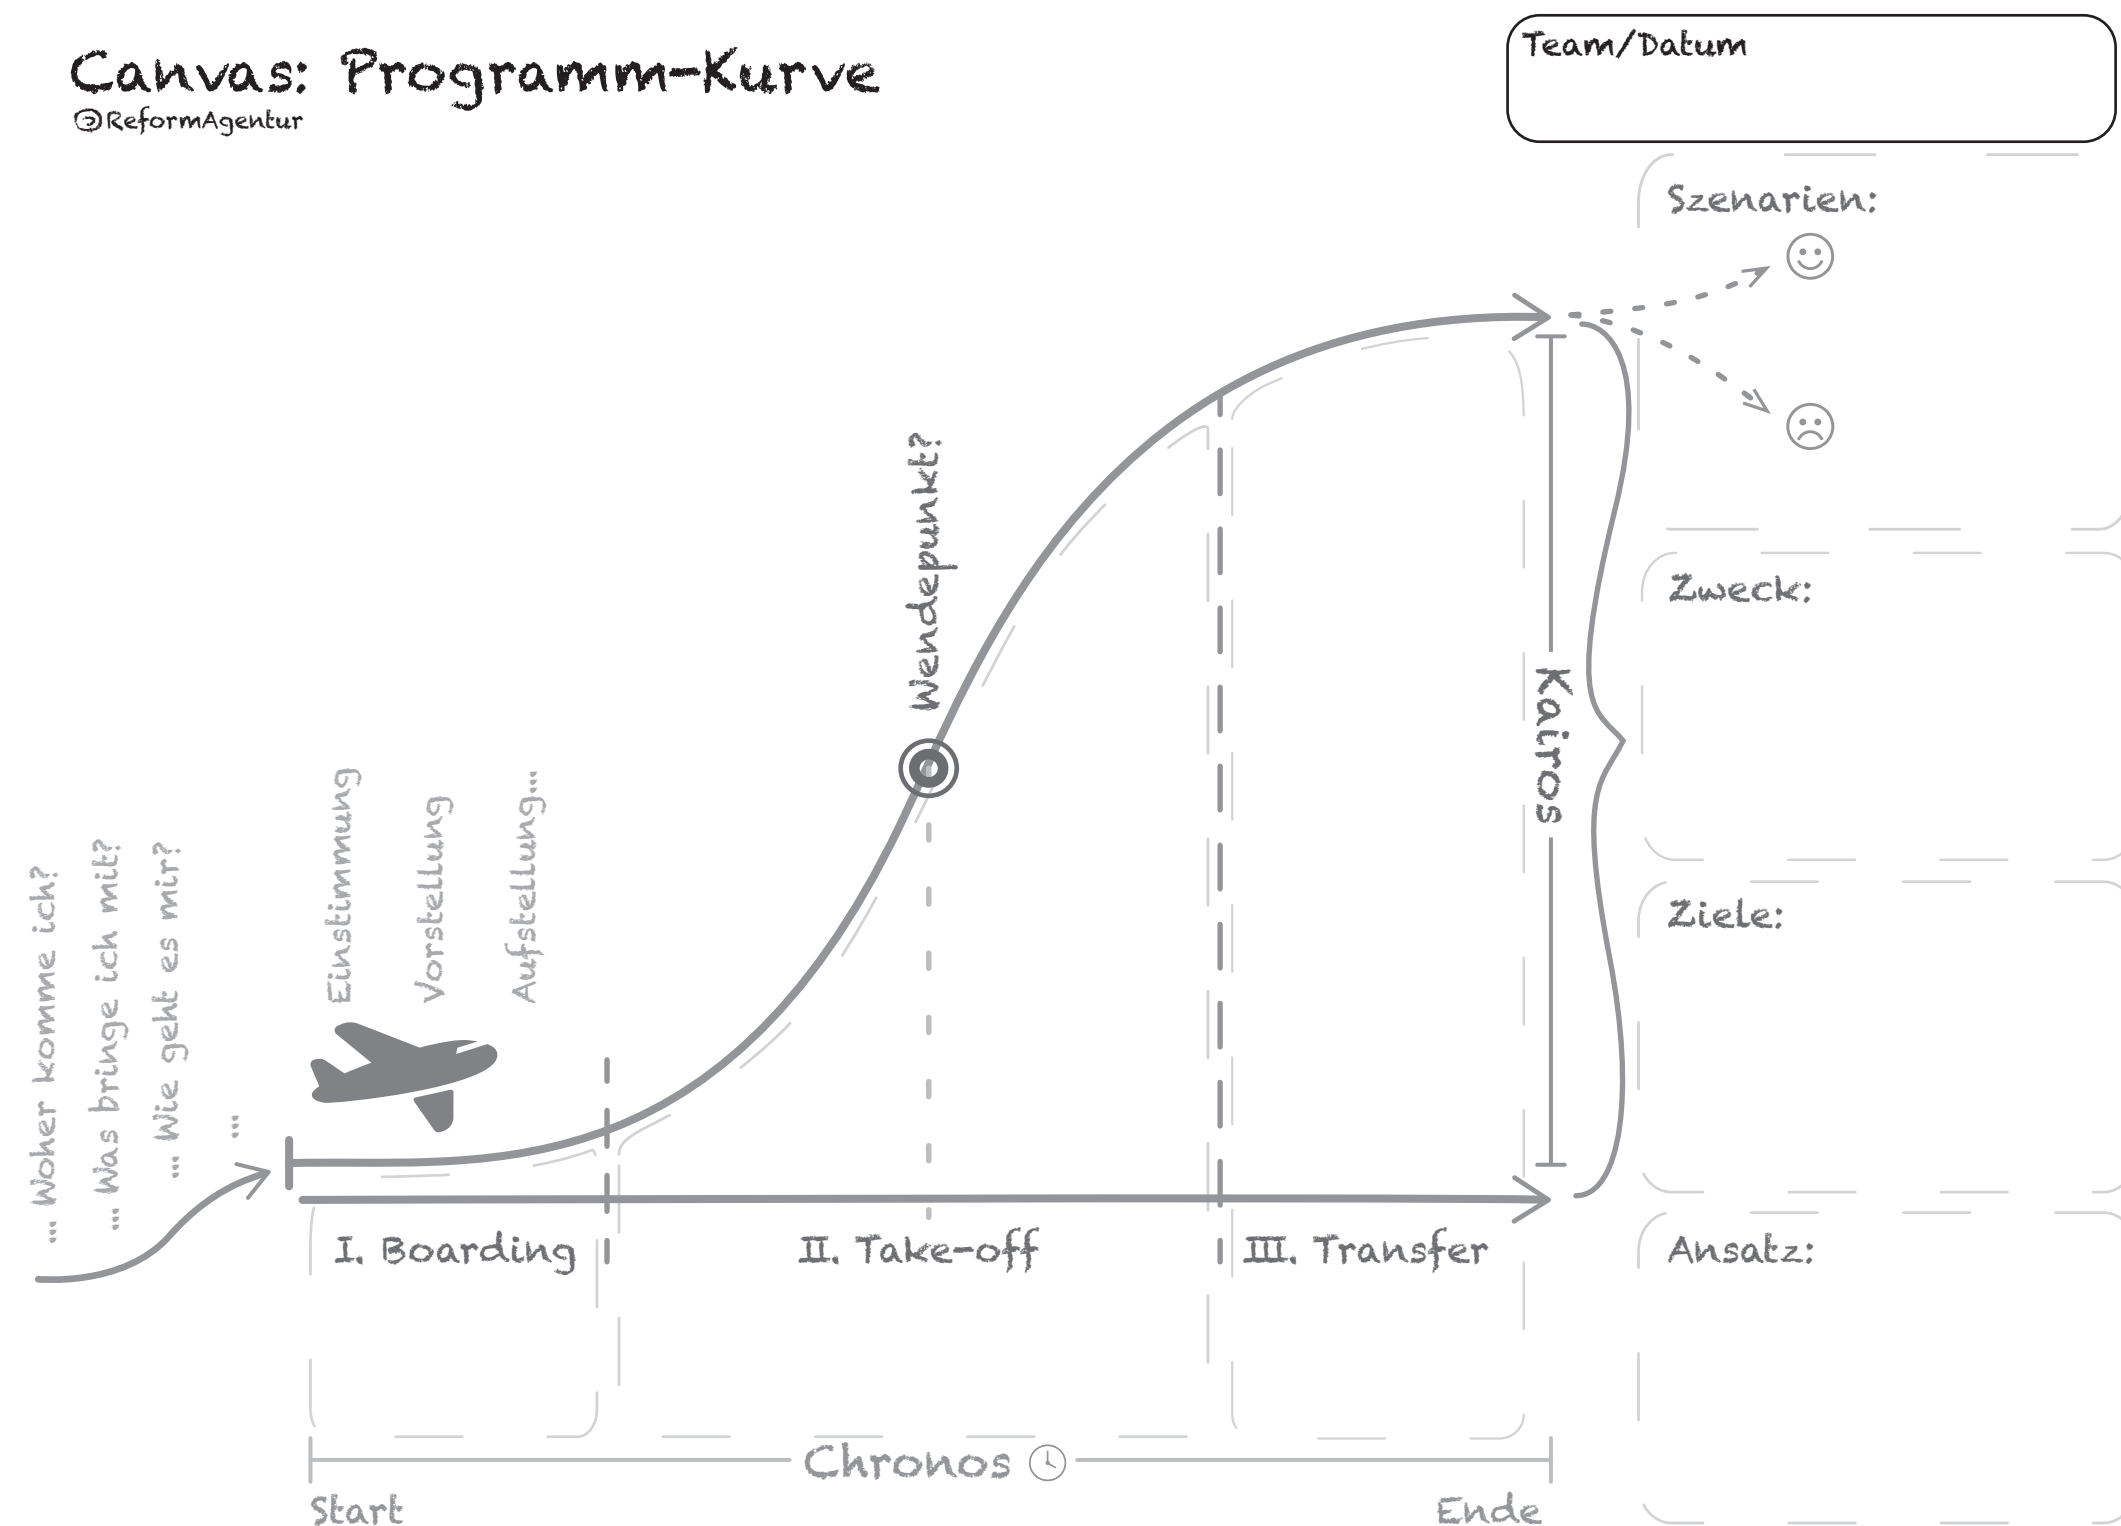 Canvas: Programm-Kurve
©ReformAgentur
Team/Datum
Szenarien:
Wendepunkt?
Zweck:
Kairos
Einstimmung
Vorstellung
Aufstellung...
... Woher komme ich?
... Was bringe ich mit?
... Wie geht es mir?
...
Ziele:
I. Boarding
II. Take-off
III. Transfer
Ansatz:
Chronos
Start
Ende